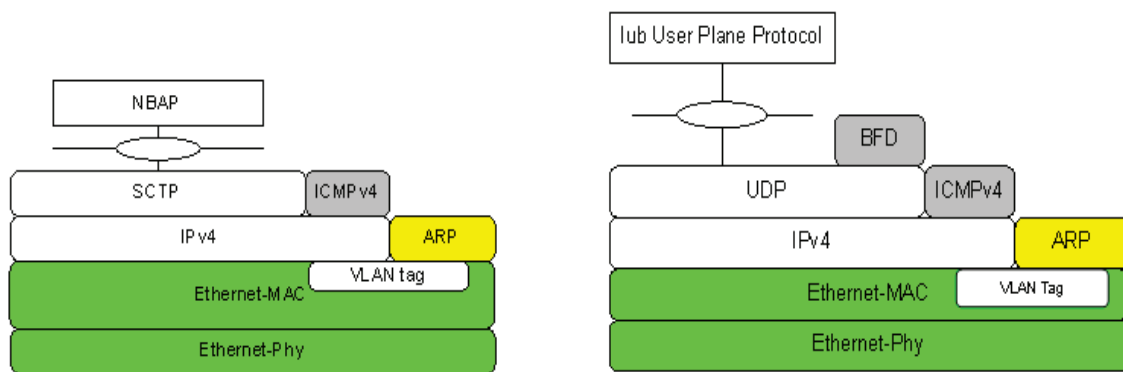 NBAP
SCTP
ICMPv4
IPv4
ARP
VLAN tag
Ethernet-MAC
Ethernet-Phy
Iub User Plane Protocol
BFD
UDP
ICMPv4
IPv4
ARP
VLAN Tag
Ethernet-MAC
Ethernet-Phy